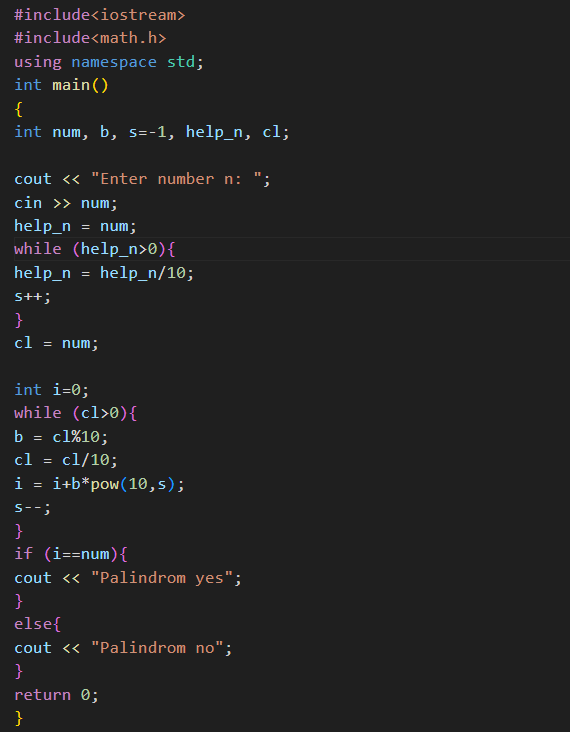 #include<iostream>
#include<math.h>
using namespace std;
int main()
{
int num, b, s=-1, help_n, cl;
cout << "Enter number n: ";
cin >> num;
help_n = num;
while (help_n>0){
help_n = help_n/10;
s++;
}
cl = num;
int i=0;
while (cl>0){
b = cl%10;
cl = cl/10;
i = i+b*pow(10,s);
s--;
}
if (i==num){
cout << "Palindrom yes";
}
else{
cout << "Palindrom no";
}
return 0;
}